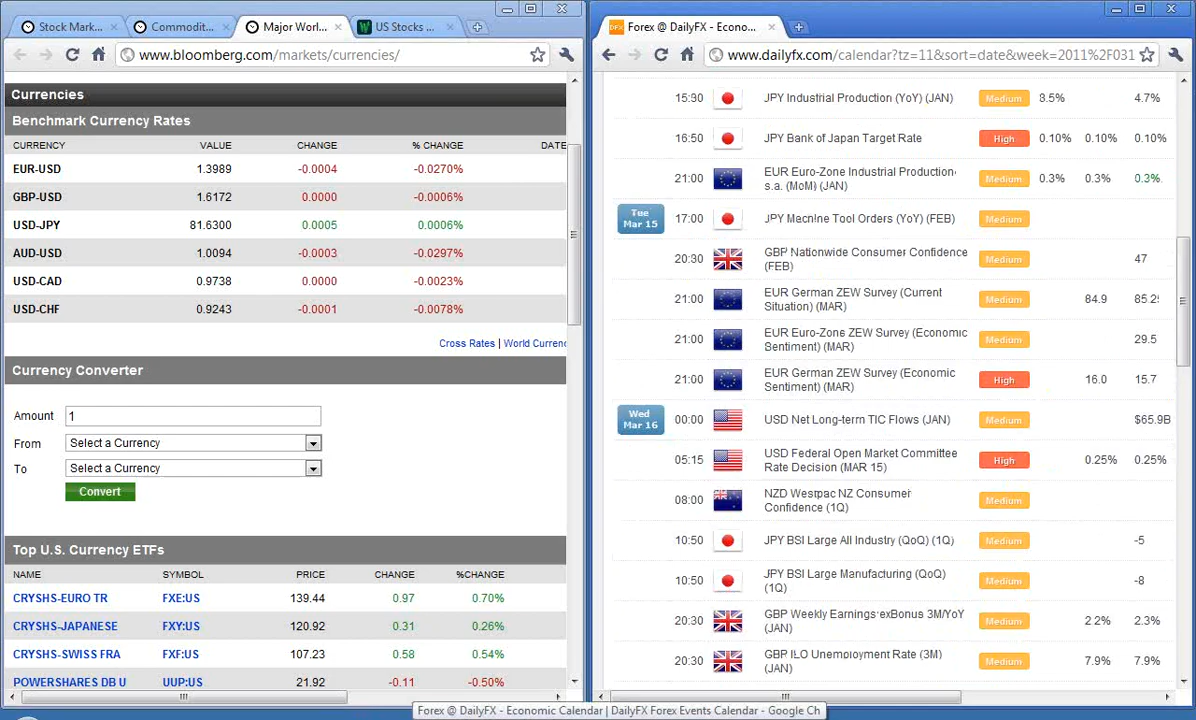 Stock Mark...
Commodit...
Major Worl...
US Stocks ...
www.bloomberg.com/markets/currencies/
Currencies
Benchmark Currency Rates
CURRENCY VALUE CHANGE % CHANGE DATE
EUR-USD 1.3989 -0.0004 -0.0270%
GBP-USD 1.6172 0.0000 -0.0006%
USD-JPY 81.6300 0.0005 0.0006%
AUD-USD 1.0094 -0.0003 -0.0297%
USD-CAD 0.9738 0.0000 -0.0023%
USD-CHF 0.9243 -0.0001 -0.0078%
Cross Rates | World Currenc
Currency Converter
Amount 1
From Select a Currency
To Select a Currency
Convert
Top U.S. Currency ETFs
NAME SYMBOL PRICE CHANGE %CHANGE
CRYSHS-EURO TR FXE:US 139.44 0.97 0.70%
CRYSHS-JAPANESE FXY:US 120.92 0.31 0.26%
CRYSHS-SWISS FRA FXF:US 107.23 0.58 0.54%
POWERSHARES DB U UUP:US 21.92 -0.11 -0.50%
DFX Forex @ DailyFX - Econo...
www.dailyfx.com/calendar?tz=11&sort=date&week=2011%2F031
15:30 JPY Industrial Production (YoY) (JAN) Medium 3.5% 4.7%
16:50 JPY Bank of Japan Target Rate High 0.10% 0.10% 0.10%
21:00 EUR Euro-Zone Industrial Production s.a. (MoM) (JAN) Medium 0.3% 0.3% 0.3%
Tue Mar 15 17:00 JPY Machine Tool Orders (YoY) (FEB) Medium
20:30 GBP Nationwide Consumer Confidence (FEB) Medium 47
21:00 EUR German ZEW Survey (Current Situation) (MAR) Medium 84.9 85.2
21:00 EUR Euro-Zone ZEW Survey (Economic Sentiment) (MAR) Medium 29.5
21:00 EUR German ZEW Survey (Economic Sentiment) (MAR) High 16.0 15.7
Wed Mar 16 00:00 USD Net Long-term TIC Flows (JAN) Medium $65.9B
05:15 USD Federal Open Market Committee Rate Decision (MAR 15) High 0.25% 0.25%
08:00 NZD Westpac NZ Consumer Confidence (1Q) Medium
10:50 JPY BSI Large All Industry (QoQ) (1Q) Medium -5
10:50 JPY BSI Large Manufacturing (QoQ) (1Q) Medium -8
20:30 GBP Weekly Earnings exBonus 3M/YoY (JAN) Medium 2.2% 2.3%
20:30 GBP ILO Unemployment Rate (3M) (JAN) Medium 7.9% 7.9%
Forex @ DailyFX - Economic Calendar | DailyFX Forex Events Calendar - Google Ch